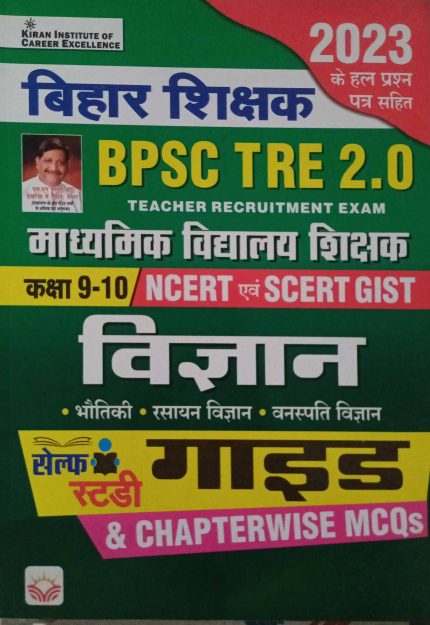 KIRAN INSTITUTE OF
CAREER EXCELLENCE
2023
के हल प्रश्न
पत्र सहित
बिहार शिक्षक
BPSC TRE 2.0
TEACHER RECRUITMENT EXAM
माध्यमिक विद्यालय शिक्षक
कक्षा 9-10 NCERT एवं SCERT GIST
विज्ञान
• भौतिकी • रसायन विज्ञान • वनस्पति विज्ञान
सेल्फ स्टडी
गाइड
& CHAPTERWISE MCQs